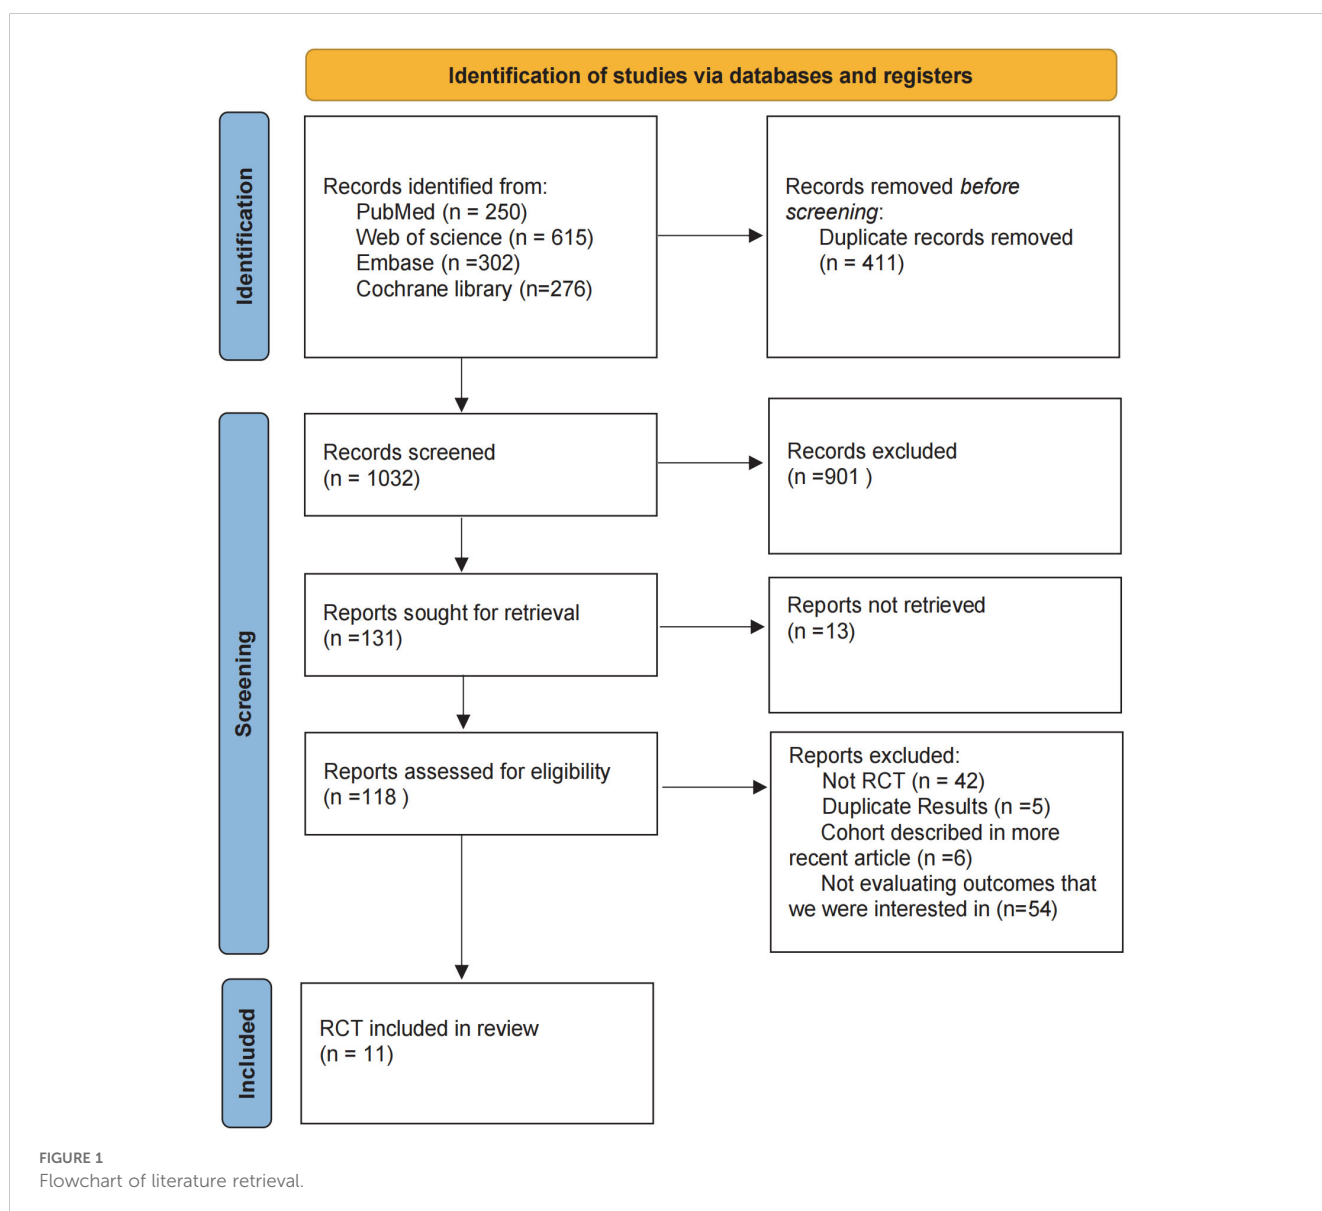 Identification of studies via databases and registers
Identification
Records identified from:
PubMed (n = 250)
Web of science (n = 615)
Embase (n =302)
Cochrane library (n=276)
Records removed before
screening:
Duplicate records removed
(n = 411)
Screening
Records screened
(n = 1032)
Records excluded
(n =901 )
Reports sought for retrieval
(n =131)
Reports not retrieved
(n =13)
Reports assessed for eligibility
(n =118 )
Reports excluded:
Not RCT (n = 42)
Duplicate Results (n =5)
Cohort described in more
recent article (n =6)
Not evaluating outcomes that
we were interested in (n=54)
Included
RCT included in review
(n = 11)
FIGURE 1
Flowchart of literature retrieval.